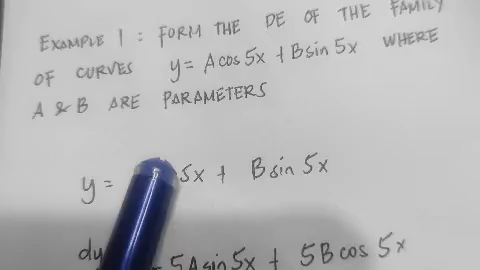 EXAMPLE 1 : FORM THE DE OF THE FAMILY
OF CURVES y = A cos 5x + B sin 5x WHERE
A & B ARE PARAMETERS
y = 5x + B sin 5x
dy 5A sin 5x + 5B cos 5x